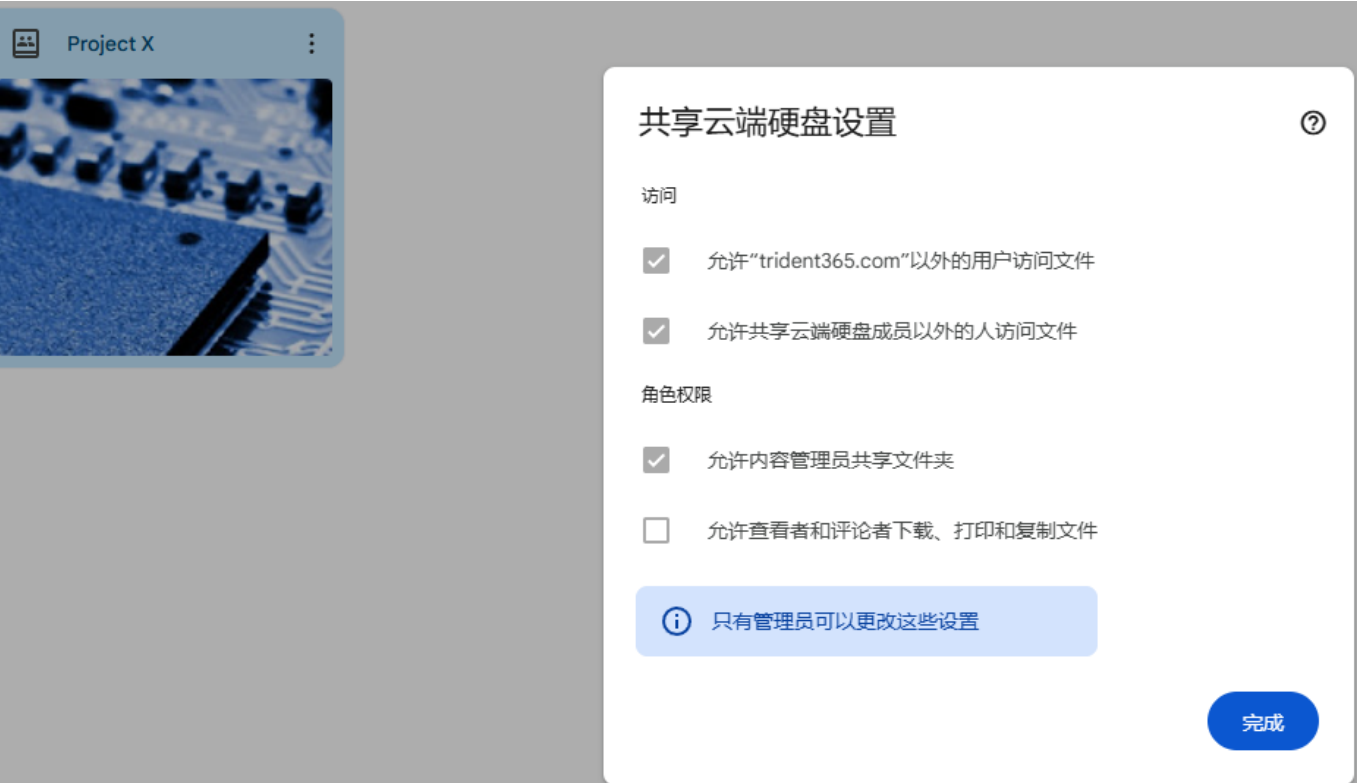 Project X
共享云端硬盘设置
访问
允许“trident365.com”以外的用户访问文件
允许共享云端硬盘成员以外的人访问文件
角色权限
允许内容管理员共享文件夹
允许查看者和评论者下载、打印和复制文件
只有管理员可以更改这些设置
完成